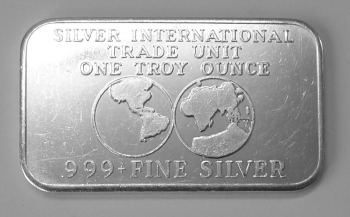 SILVER INTERNATIONAL
TRADE UNIT
ONE TROY OUNCE
.999+ FINE SILVER